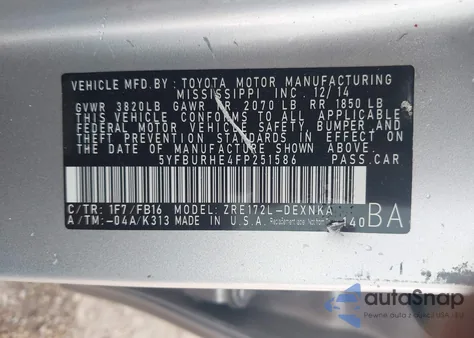 VEHICLE MFD.BY: TOYOTA MOTOR MANUFACTURING
MISSISSIPPI INC. 12/14
GVWR 3820LB GAWR FR 2070 LB RR 1850 LB
THIS VEHICLE CONFORMS TO ALL APPLICABLE
FEDERAL MOTOR VEHICLE SAFETY, BUMPER, AND
THEFT PREVENTION STANDARDS IN EFFECT ON
THE DATE OF MANUFACTURE SHOWN ABOVE.
5YFBURHE4FP251586 PASS.CAR
C/TR: 1F7/FB16 MODEL: ZRE172L-DEXNKA
A/TM:-04A/K313 MADE IN U.S.A. 140
BA
autoSnap
Pewne auta z